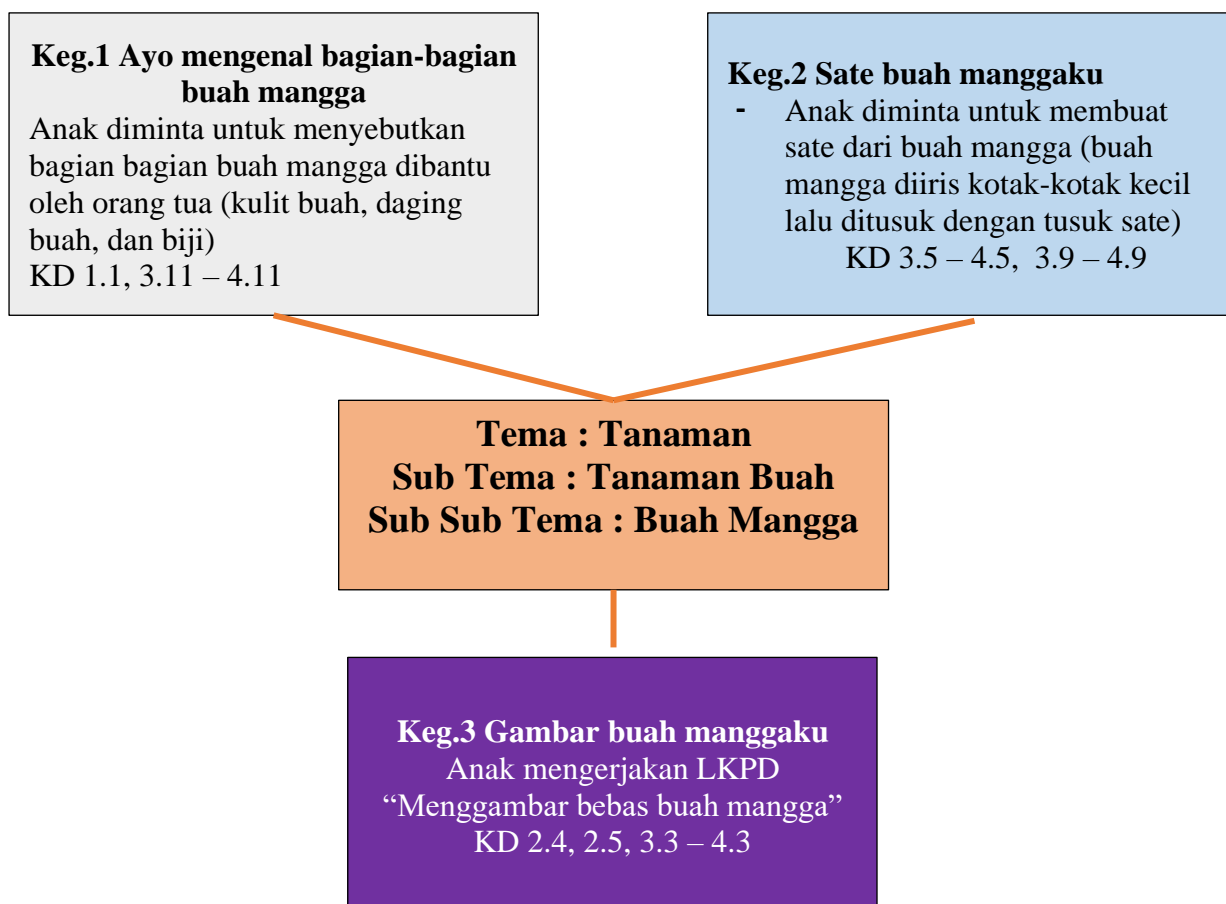 Keg.1 Ayo mengenal bagian-bagian
buah mangga
Anak diminta untuk menyebutkan
bagian bagian buah mangga dibantu
oleh orang tua (kulit buah, daging
buah, dan biji)
KD 1.1, 3.11 – 4.11
Keg.2 Sate buah manggaku
- Anak diminta untuk membuat
sate dari buah mangga (buah
mangga diiris kotak-kotak kecil
lalu ditusuk dengan tusuk sate)
KD 3.5 – 4.5, 3.9 – 4.9
Tema : Tanaman
Sub Tema : Tanaman Buah
Sub Sub Tema : Buah Mangga
Keg.3 Gambar buah manggaku
Anak mengerjakan LKPD
“Menggambar bebas buah mangga”
KD 2.4, 2.5, 3.3 – 4.3